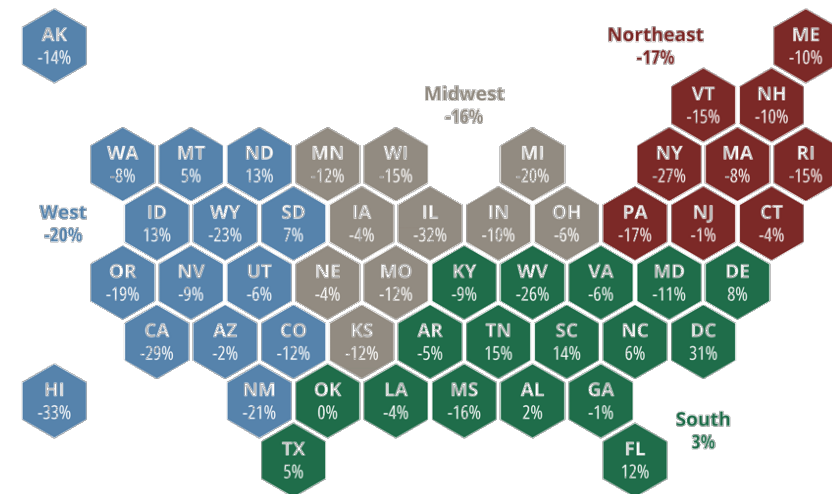 AK
-14%
Northeast
-17%
ME
-10%
Midwest
-16%
VT
-15%
NH
-10%
WA
-8%
MT
5%
ND
13%
MN
-12%
WI
-15%
MI
-20%
NY
-27%
MA
-8%
RI
-15%
West
-20%
ID
13%
WY
-23%
SD
7%
IA
-4%
IL
-32%
IN
-10%
OH
-6%
PA
-17%
NJ
-1%
CT
-4%
OR
-19%
NV
-9%
UT
-6%
NE
-4%
MO
-12%
KY
-9%
WV
-26%
VA
-6%
MD
-11%
DE
8%
CA
-29%
AZ
-2%
CO
-12%
KS
-12%
AR
-5%
TN
15%
SC
14%
NC
6%
DC
31%
HI
-33%
NM
-21%
OK
0%
LA
-4%
MS
-16%
AL
2%
GA
-1%
South
3%
TX
5%
FL
12%